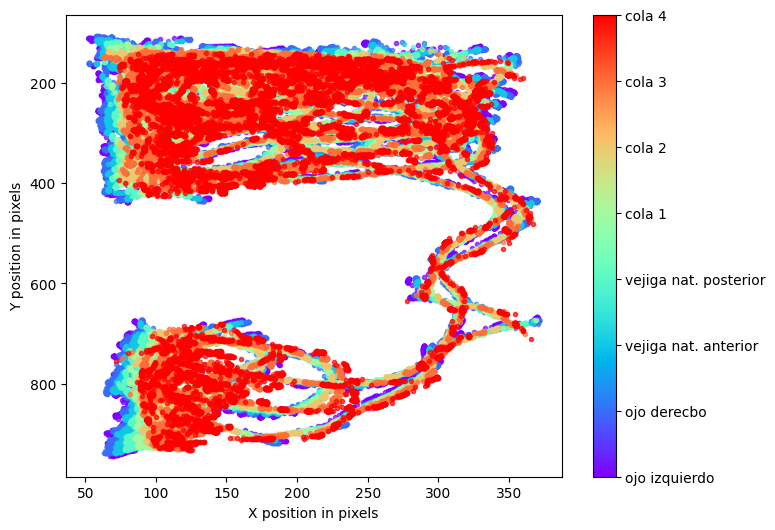 cola 4
cola 3
cola 2
cola 1
vejiga nat. posterior
vejiga nat. anterior
ojo derecbo
ojo izquierdo
200
400
600
800
Y position in pixels
50
100
150
200
250
300
350
X position in pixels